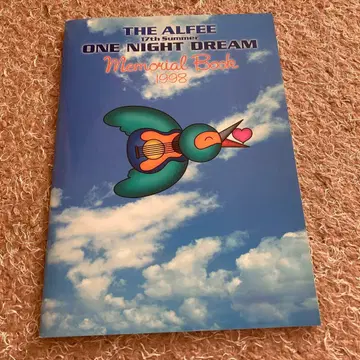 THE ALFEE
17th Summer
ONE NIGHT DREAM
Memorial Book
1998